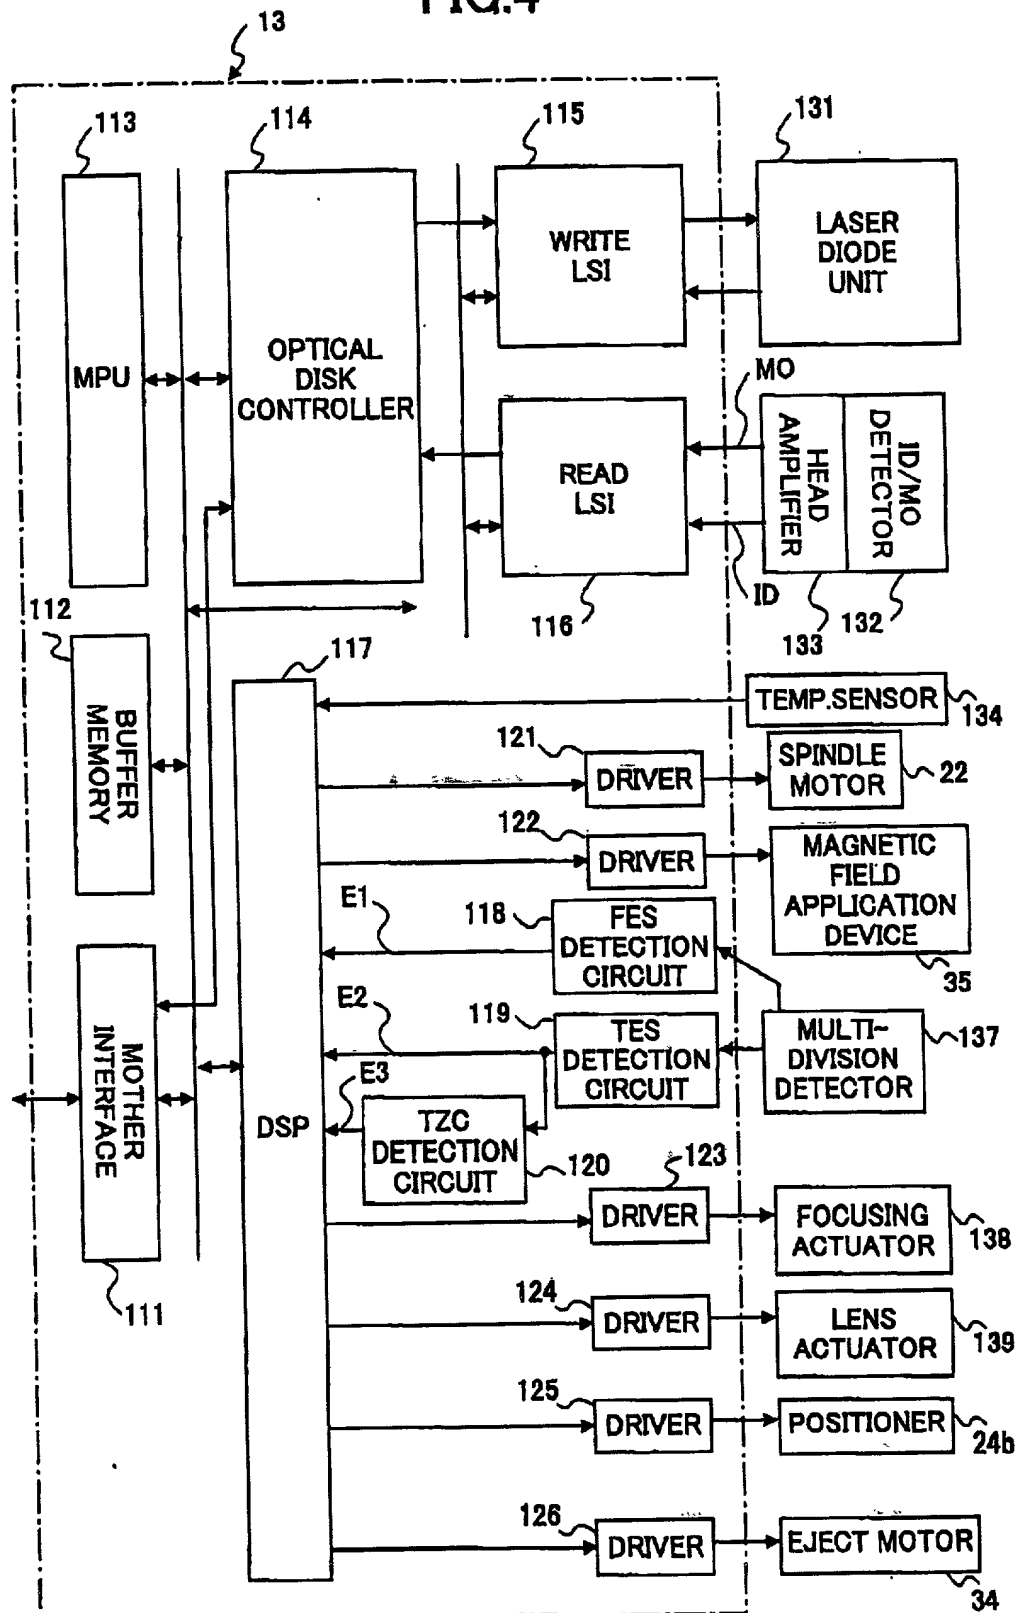 FIG.4
13
113
114
115
131
MPU
OPTICAL
DISK
CONTROLLER
WRITE
LSI
LASER
DIODE
UNIT
MO
READ
LSI
HEAD
AMPLIFIER
ID/MO
DETECTOR
ID
116
133
132
112
BUFFER
MEMORY
117
TEMP.SENSOR
134
121
DRIVER
SPINDLE
MOTOR
22
122
DRIVER
MAGNETIC
FIELD
APPLICATION
DEVICE
35
E1
118
FES
DETECTION
CIRCUIT
E2
119
TES
DETECTION
CIRCUIT
MULTI-
DIVISION
DETECTOR
137
MOTHER
INTERFACE
111
DSP
E3
TZC
DETECTION
CIRCUIT
120
123
DRIVER
FOCUSING
ACTUATOR
138
124
DRIVER
LENS
ACTUATOR
139
125
DRIVER
POSITIONER
24b
126
DRIVER
EJECT MOTOR
34